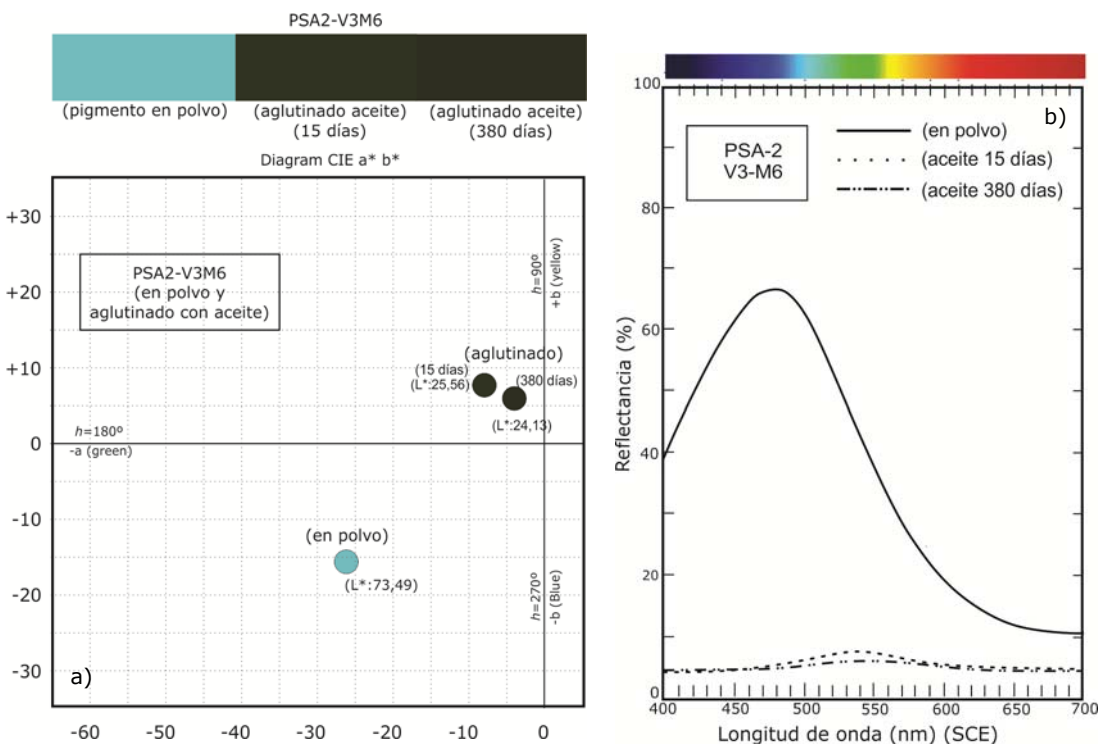 PSA2-V3M6
(pigmento en polvo)
(aglutinado aceite)
(15 días)
(aglutinado aceite)
(380 días)
Diagram CIE a* b*
+30
+20
+10
0
-10
-20
-30
PSA2-V3M6
(en polvo y
aglutinado con aceite)
h=90º
+b (yellow)
(aglutinado)
(15 días)
(L*:25,56)
(380 días)
(L*:24,13)
h=180º
-a (green)
(en polvo)
(L*:73,49)
h=270º
-b (Blue)
a)
-60 -50 -40 -30 -20 -10 0
b)
PSA-2
V3-M6
(en polvo)
(aceite 15 días)
(aceite 380 días)
Reflectancia (%)
100
80
60
40
20
0
400 450 500 550 600 650 700
Longitud de onda (nm) (SCE)